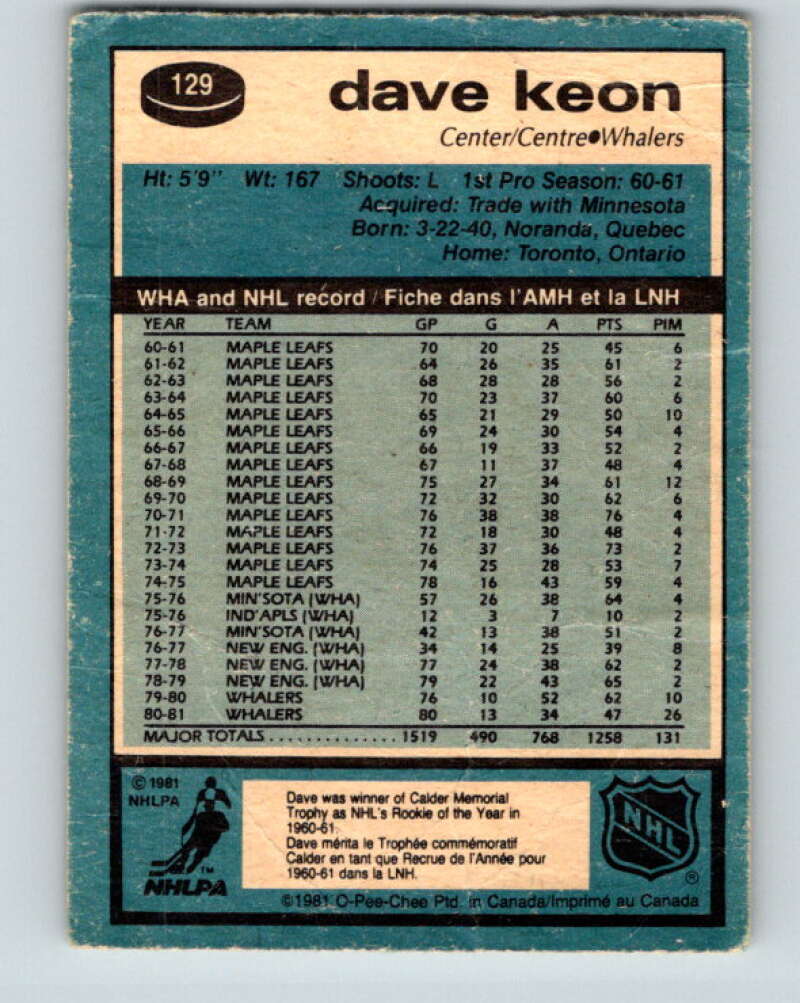 129
dave keon
Center/Centre●Whalers
Ht: 5'9" Wt: 167 Shoots: L 1st Pro Season: 60-61
Acquired: Trade with Minnesota
Born: 3-22-40, Noranda, Quebec
Home: Toronto, Ontario
WHA and NHL record / Fiche dans l'AMH et la LNH
YEAR TEAM GP G A PTS PIM
60-61 MAPLE LEAFS 70 20 25 45 6
61-62 MAPLE LEAFS 64 26 35 61 2
62-63 MAPLE LEAFS 68 28 28 56 2
63-64 MAPLE LEAFS 70 23 37 60 6
64-65 MAPLE LEAFS 65 21 29 50 10
65-66 MAPLE LEAFS 69 24 30 54 4
66-67 MAPLE LEAFS 66 19 33 52 2
67-68 MAPLE LEAFS 67 11 37 48 4
68-69 MAPLE LEAFS 75 27 34 61 12
69-70 MAPLE LEAFS 72 32 30 62 6
70-71 MAPLE LEAFS 76 38 38 76 4
71-72 MAPLE LEAFS 72 18 30 48 4
72-73 MAPLE LEAFS 76 37 36 73 2
73-74 MAPLE LEAFS 74 25 28 53 7
74-75 MAPLE LEAFS 78 16 43 59 4
75-76 MIN'SOTA (WHA) 57 26 38 64 4
75-76 IND'APLS (WHA) 12 3 7 10 2
76-77 MIN'SOTA (WHA) 42 13 38 51 2
76-77 NEW ENG. (WHA) 34 14 25 39 8
77-78 NEW ENG. (WHA) 77 24 38 62 2
78-79 NEW ENG. (WHA) 79 22 43 65 2
79-80 WHALERS 76 10 52 62 10
80-81 WHALERS 80 13 34 47 26
MAJOR TOTALS.............. 1519 490 768 1258 131
© 1981
NHLPA
TM
NHLPA
Dave was winner of Calder Memorial
Trophy as NHL's Rookie of the Year in
1960-61.
Dave mérita le Trophée commémoratif
Calder en tant que Recrue de l'Année pour
1960-61 dans la LNH.
NHL
®
©1981 O-Pee-Chee Ptd. in Canada/Imprimé au Canada